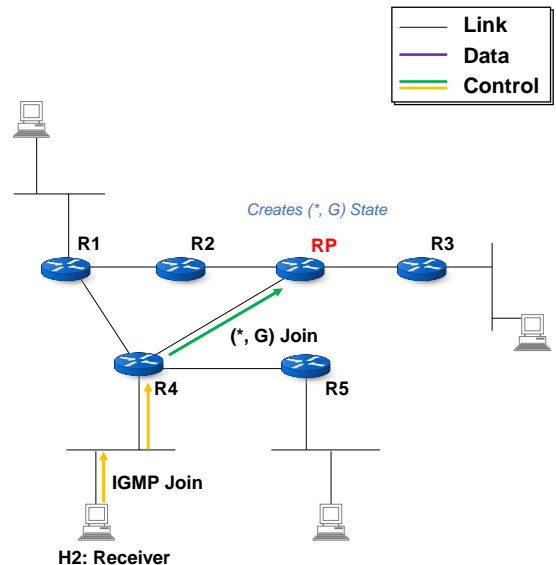 Link
Data
Control
Creates (*, G) State
R1
R2
RP
R3
(*, G) Join
R4
R5
IGMP Join
H2: Receiver